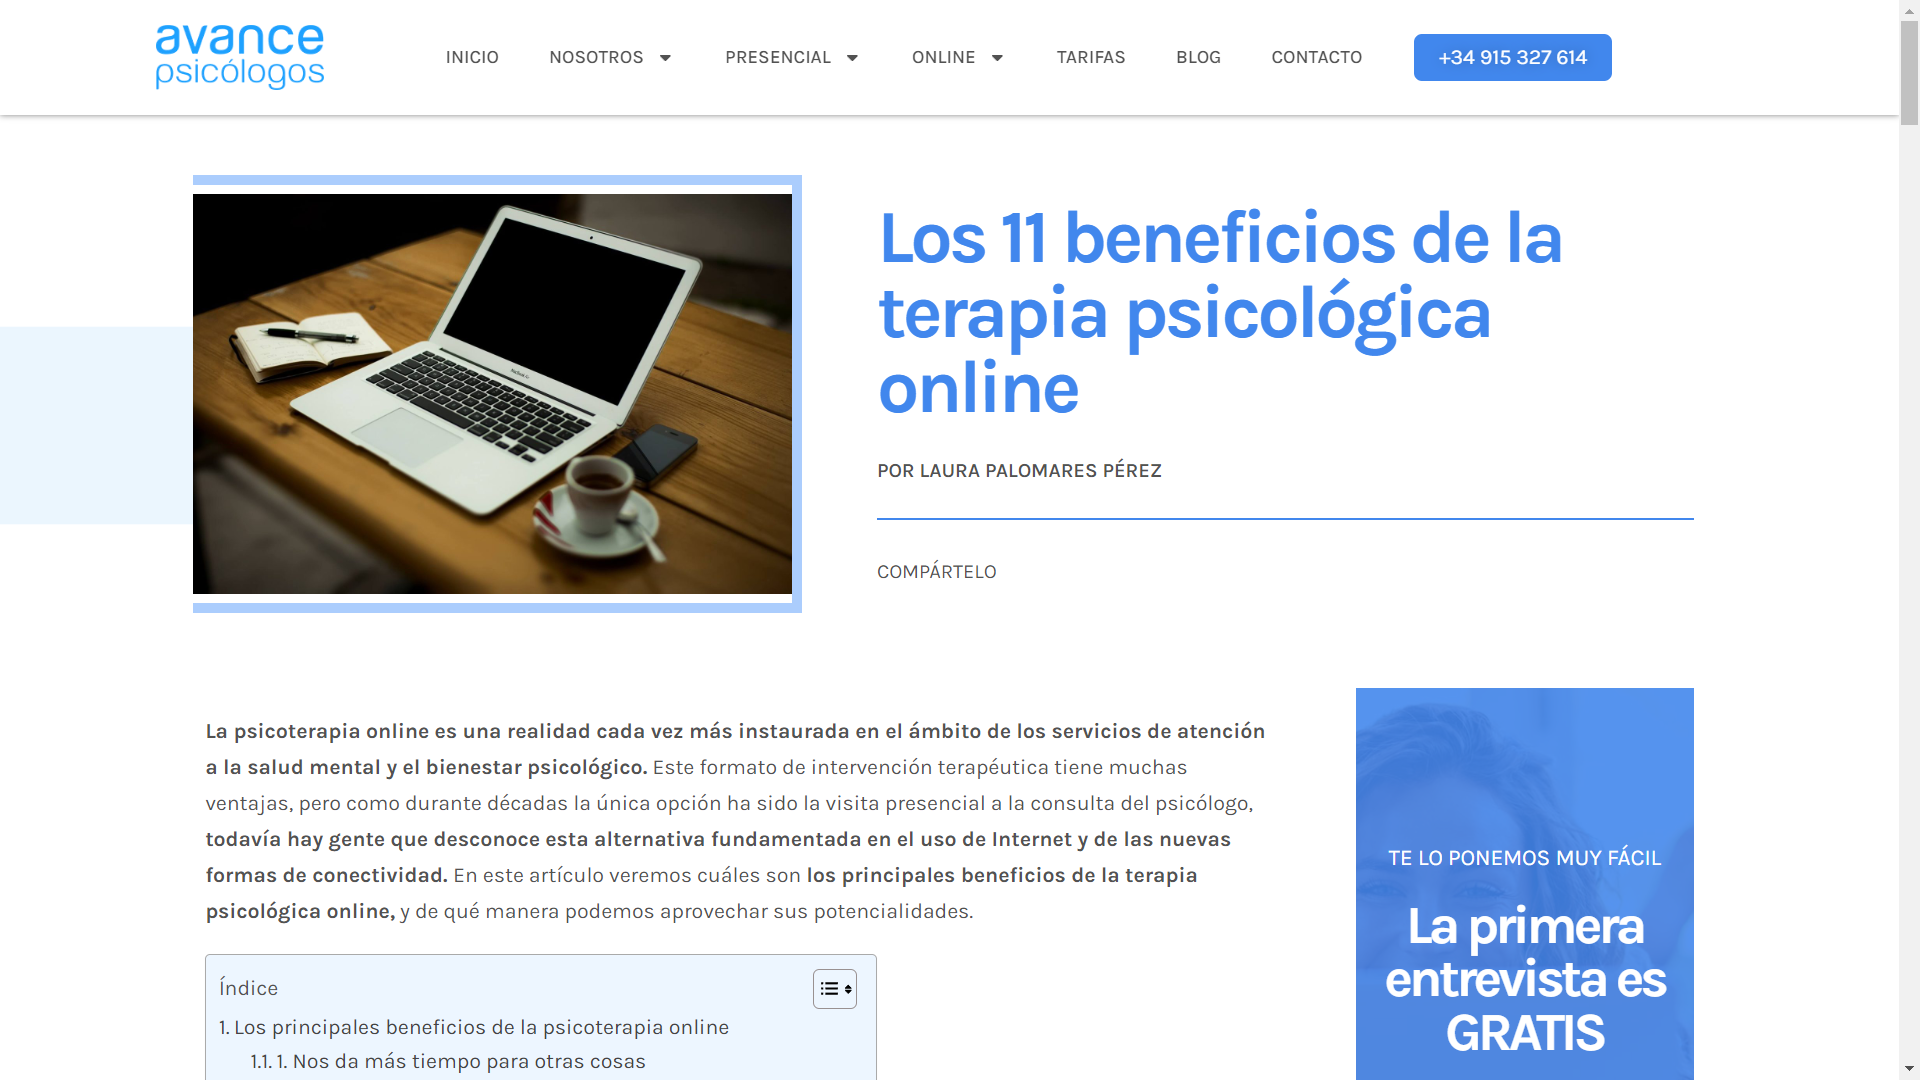 avance
psicólogos
INICIO
NOSOTROS
PRESENCIAL
ONLINE
TARIFAS
BLOG
CONTACTO
+34 915 327 614
Los 11 beneficios de la
terapia psicológica
online
POR LAURA PALOMARES PÉREZ
COMPÁRTELO
La psicoterapia online es una realidad cada vez más instaurada en el ámbito de los servicios de atención
a la salud mental y el bienestar psicológico. Este formato de intervención terapéutica tiene muchas
ventajas, pero como durante décadas la única opción ha sido la visita presencial a la consulta del psicólogo,
todavía hay gente que desconoce esta alternativa fundamentada en el uso de Internet y de las nuevas
formas de conectividad. En este artículo veremos cuáles son los principales beneficios de la terapia
psicológica online, y de qué manera podemos aprovechar sus potencialidades.
Índice
1. Los principales beneficios de la psicoterapia online
1.1. 1. Nos da más tiempo para otras cosas
TE LO PONEMOS MUY FÁCIL
La primera
entrevista es
GRATIS